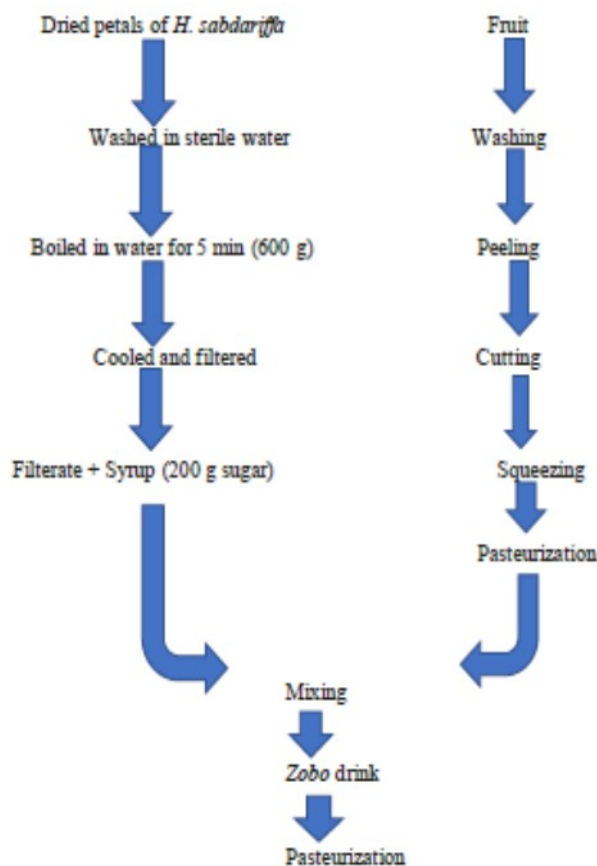 Dried petals of H. sabdariffa
Washed in sterile water
Boiled in water for 5 min (600 g)
Cooled and filtered
Filterate + Syrup (200 g sugar)
Fruit
Washing
Peeling
Cutting
Squeezing
Pasteurization
Mixing
Zobo drink
Pasteurization